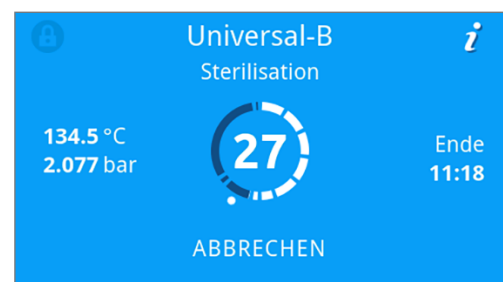 Universal-B
i
Sterilisation
134.5 °C
2.077 bar
27
Ende
11:18
ABBRECHEN